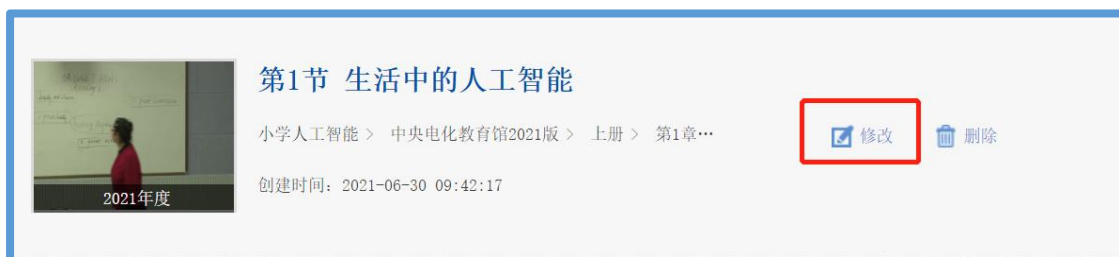 第1节 生活中的人工智能
小学人工智能 > 中央电化教育馆2021版 > 上册 > 第1章…
修改
删除
2021年度
创建时间：2021-06-30 09:42:17